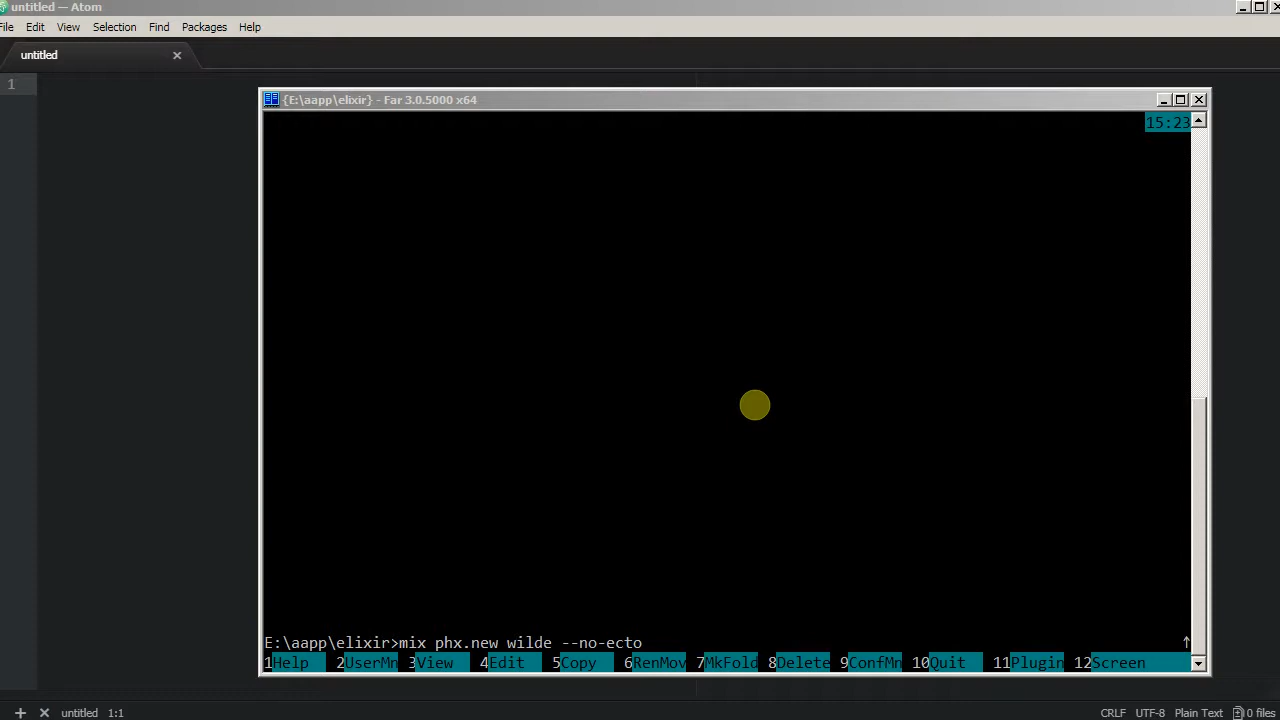 untitled — Atom
File Edit View Selection Find Packages Help
untitled
1
{E:\aapp\elixir} - Far 3.0.5000 x64
15:23
E:\aapp\elixir>mix phx.new wilde --no-ecto
1Help 2UserMn 3View 4Edit 5Copy 6RenMov 7MkFold 8Delete 9ConfMn 10Quit 11Plugin 12Screen
untitled 1:1 CRLF UTF-8 Plain Text 0 files